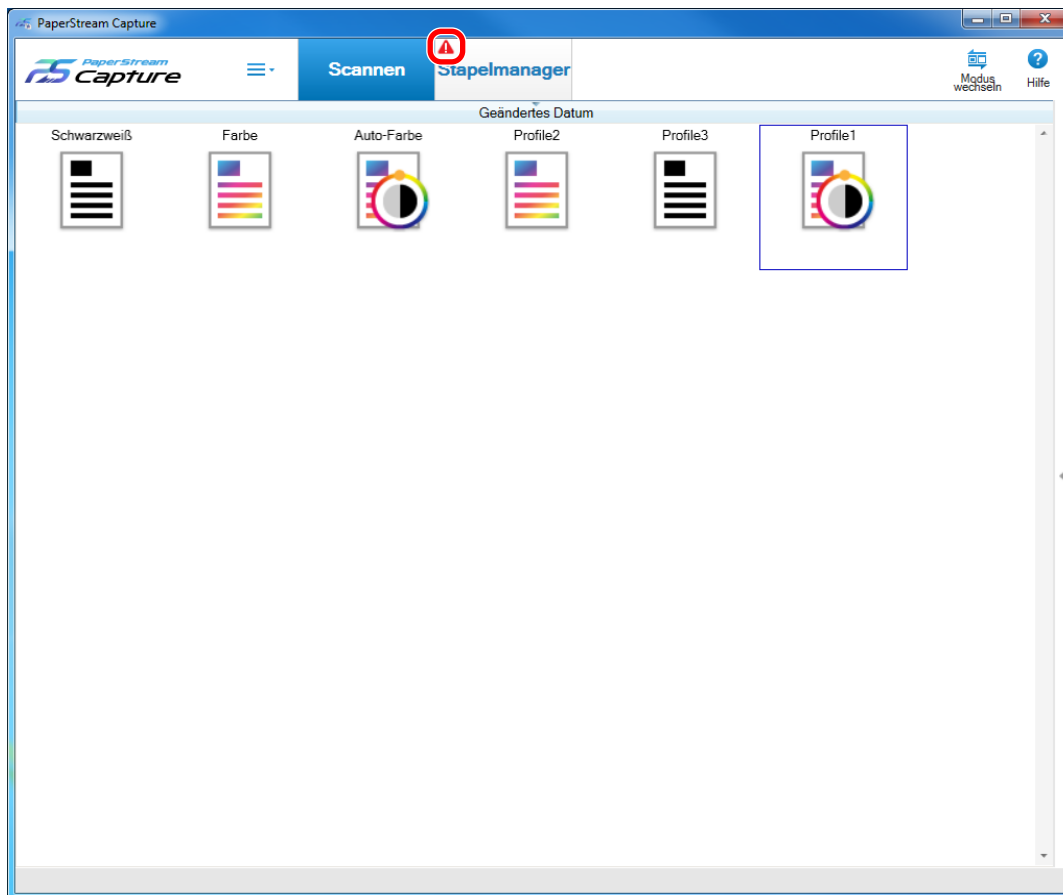 PaperStream Capture
PaperStream
Capture
Scannen
Stapelmanager
Modus
wechseln
Hilfe
Geändertes Datum
Schwarzweiß
Farbe
Auto-Farbe
Profile2
Profile3
Profile1